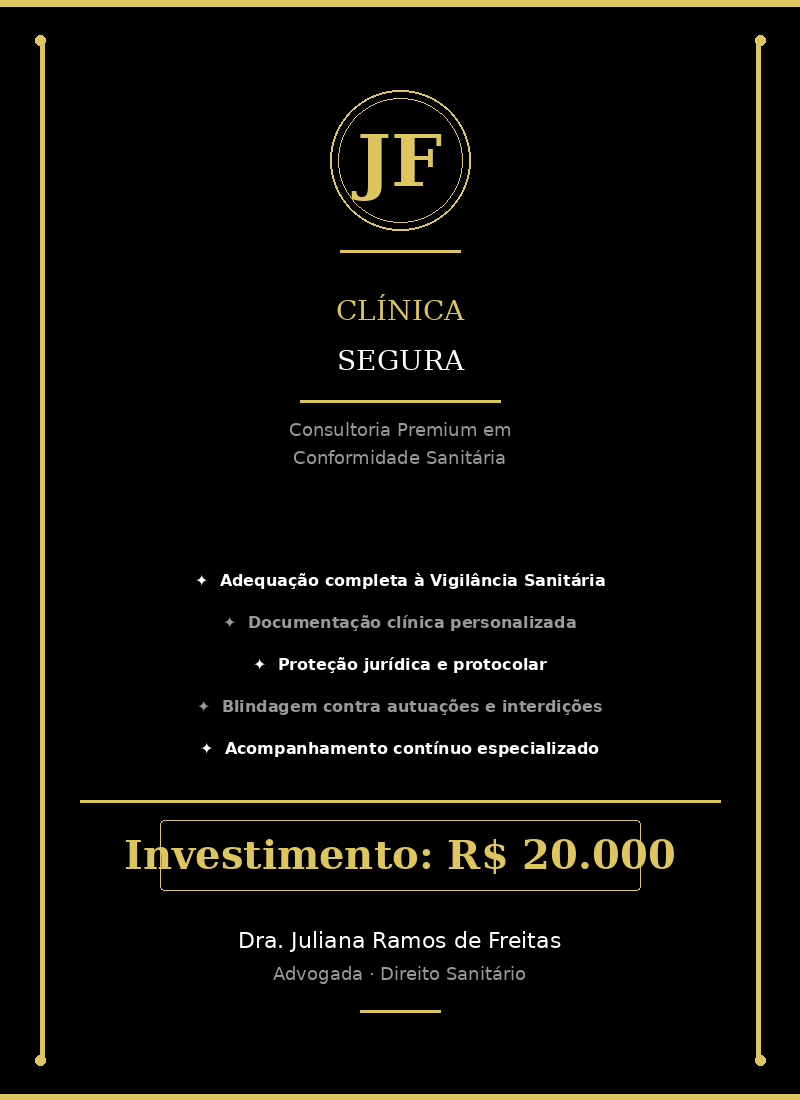 JF
CLÍNICA
SEGURA
Consultoria Premium em
Conformidade Sanitária
✦ Adequação completa à Vigilância Sanitária
✦ Documentação clínica personalizada
✦ Proteção jurídica e protocolar
✦ Blindagem contra autuações e interdições
✦ Acompanhamento contínuo especializado
Investimento: R$ 20.000
Dra. Juliana Ramos de Freitas
Advogada · Direito Sanitário